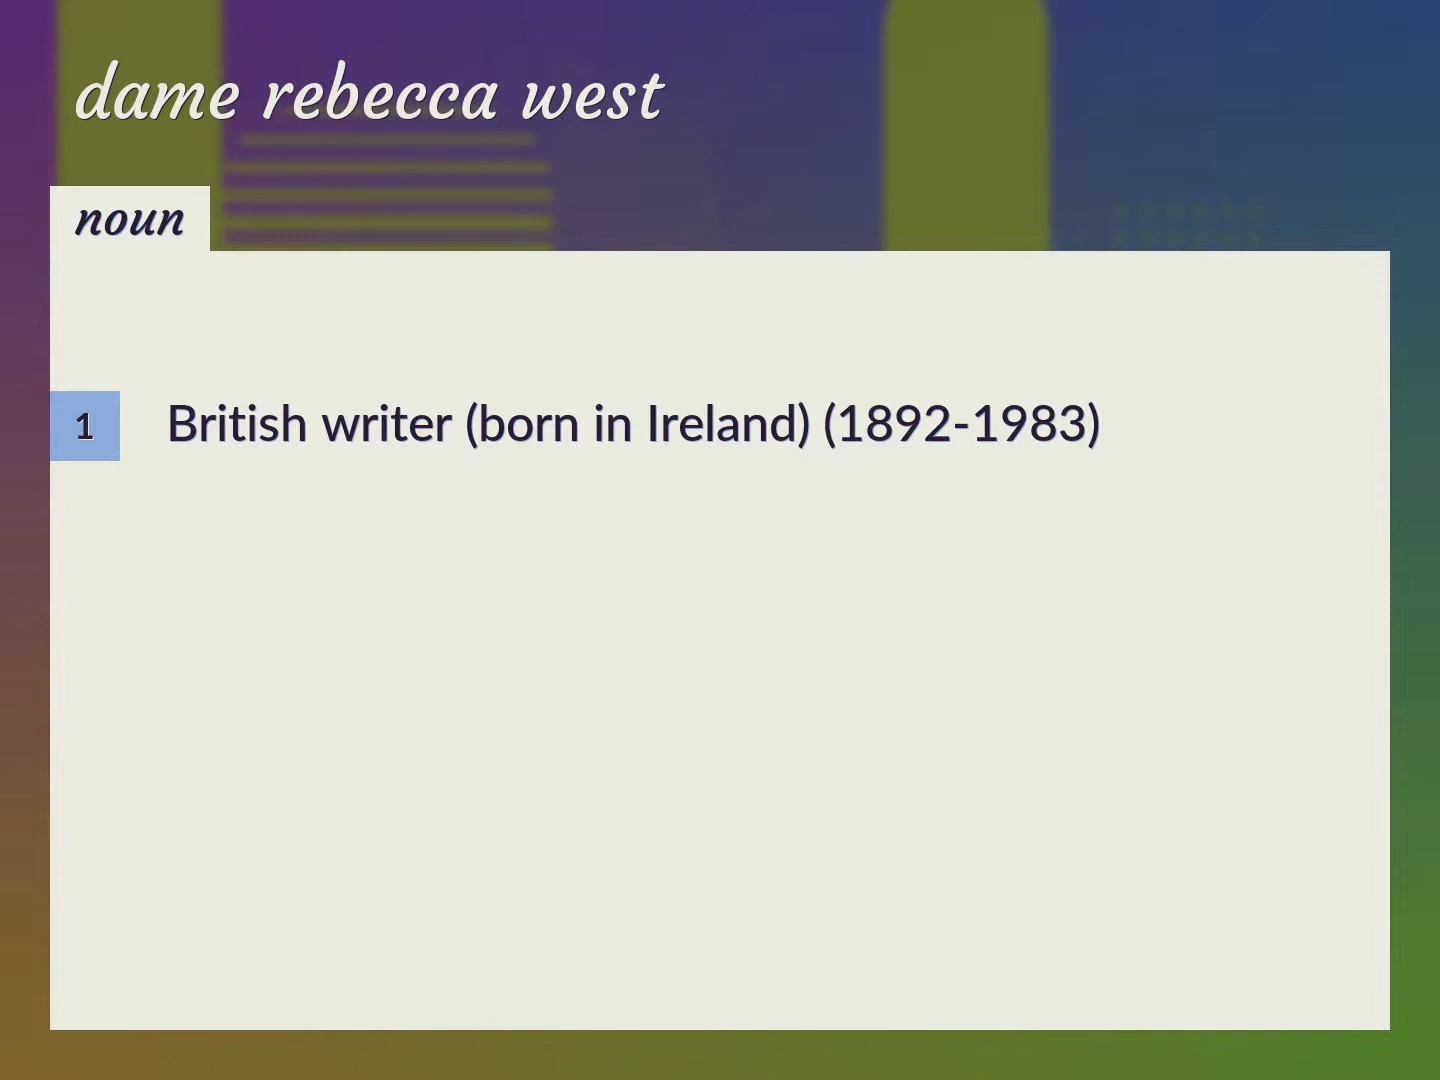 dame rebecca west
noun
1 British writer (born in Ireland) (1892-1983)